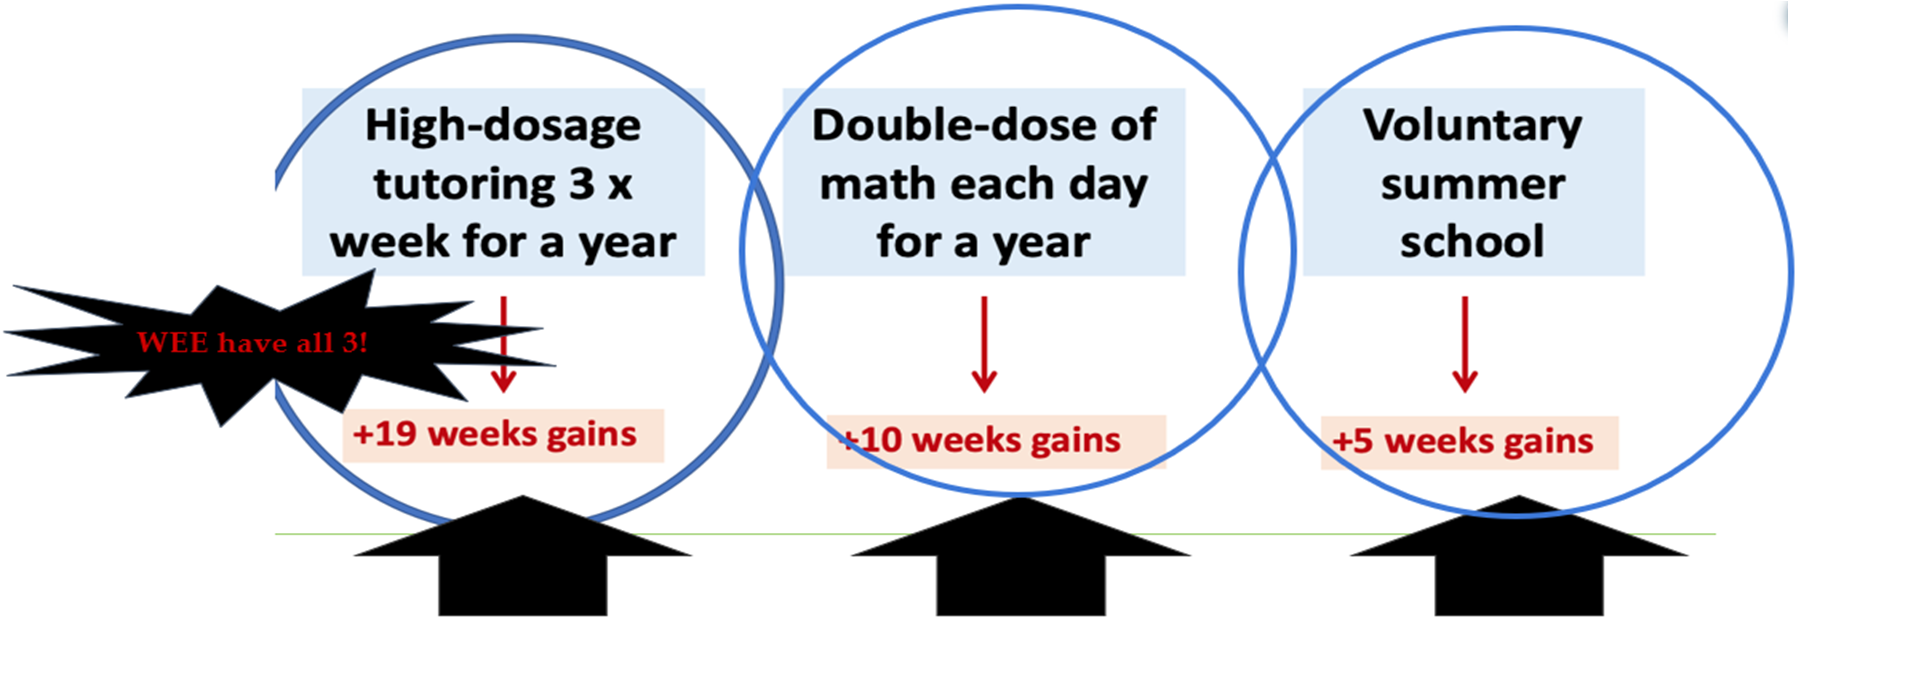 High-dosage
tutoring 3 x
week for a year
Double-dose of
math each day
for a year
Voluntary
summer
school
WEE have all 3!
+19 weeks gains
+10 weeks gains
+5 weeks gains